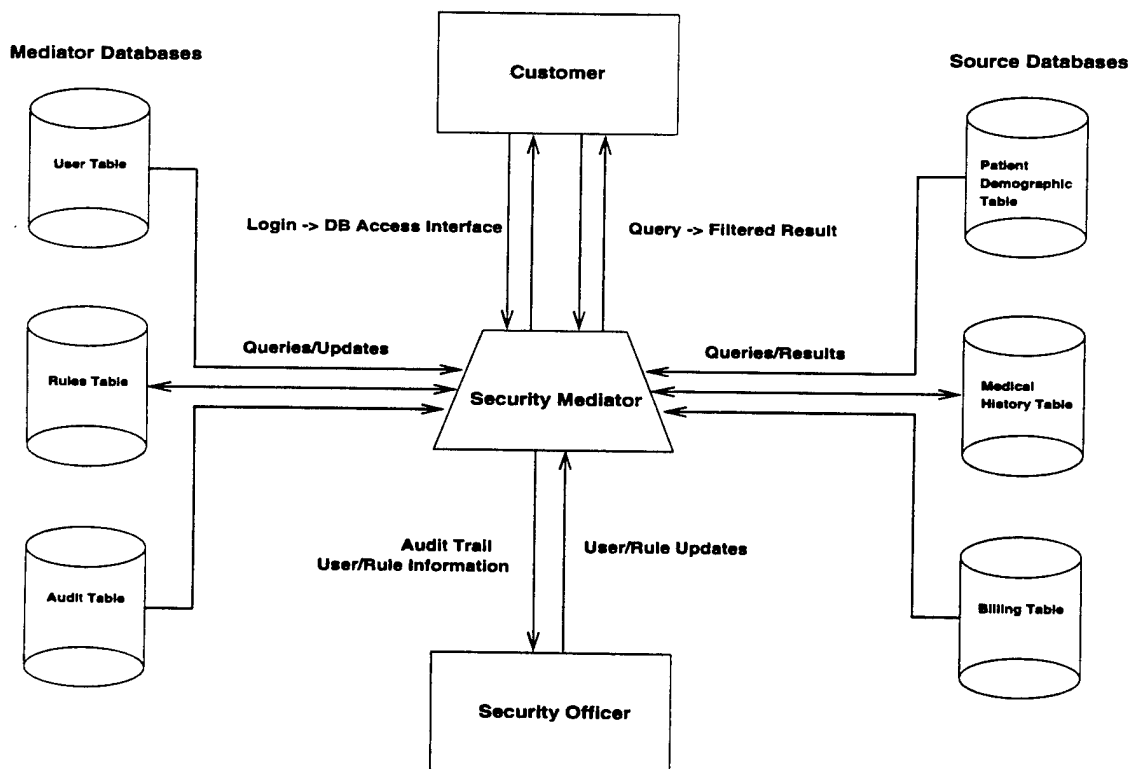 Mediator Databases
Customer
Source Databases
User Table
Patient
Demographic
Table
Login -> DB Access Interface
Query -> Filtered Result
Queries/Updates
Queries/Results
Rules Table
Security Mediator
Medical
History Table
Audit Trail
User/Rule Information
User/Rule Updates
Audit Table
Billing Table
Security Officer